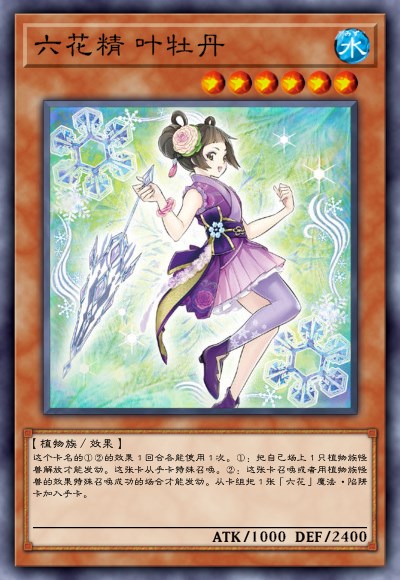 六花精 叶牡丹
水
【植物族／效果】
这个卡名的①②的效果1回合各能使用1次。①：把自己场上1只植物族怪
兽解放才能发动。这张卡从手卡特殊召唤。②：这张卡召唤或者用植物族怪
兽的效果特殊召唤成功的场合才能发动。从卡组把1张「六花」魔法·陷阱
卡加入手卡。
ATK/1000 DEF/2400